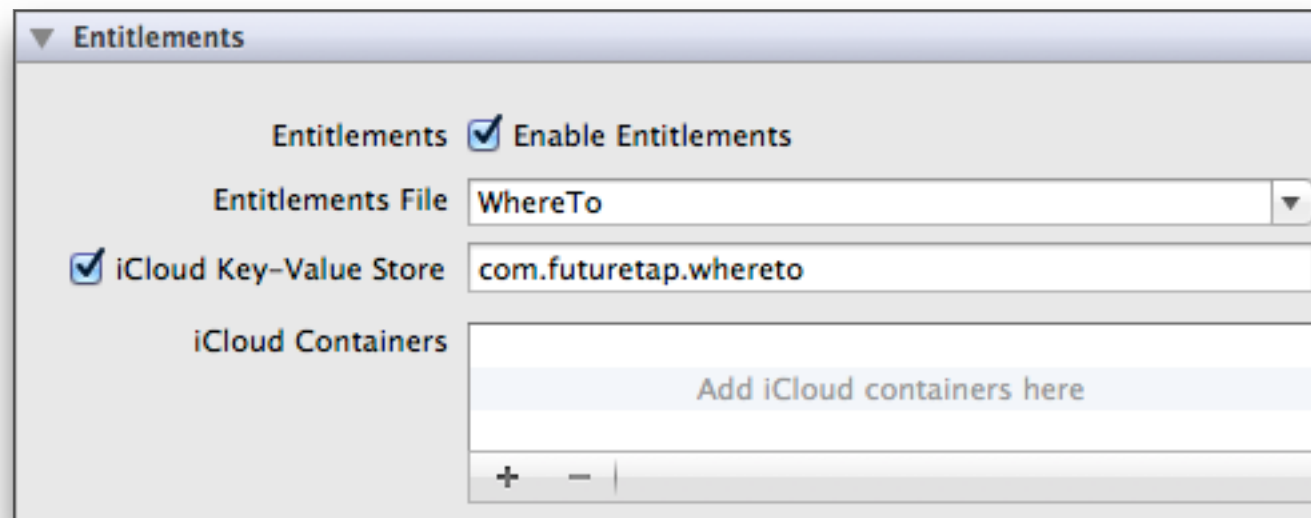 Entitlements
Entitlements Enable Entitlements
Entitlements File WhereTo
iCloud Key-Value Store com.futuretap.whereto
iCloud Containers
Add iCloud containers here